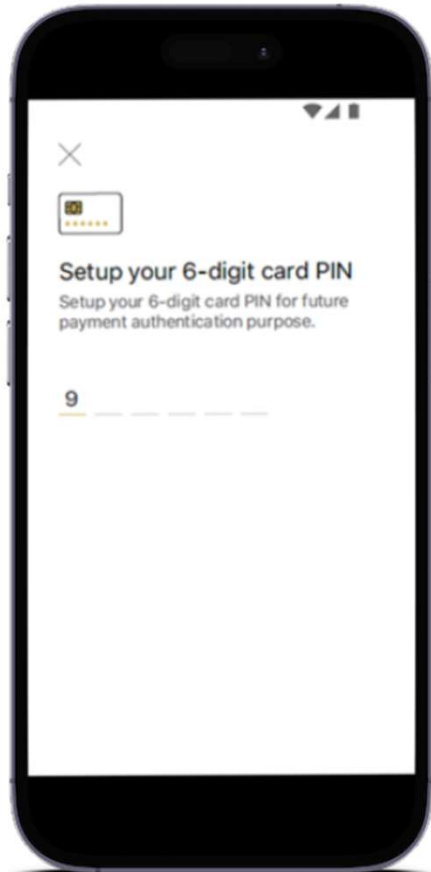 Setup your 6-digit card PIN
Setup your 6-digit card PIN for future
payment authentication purpose.
9